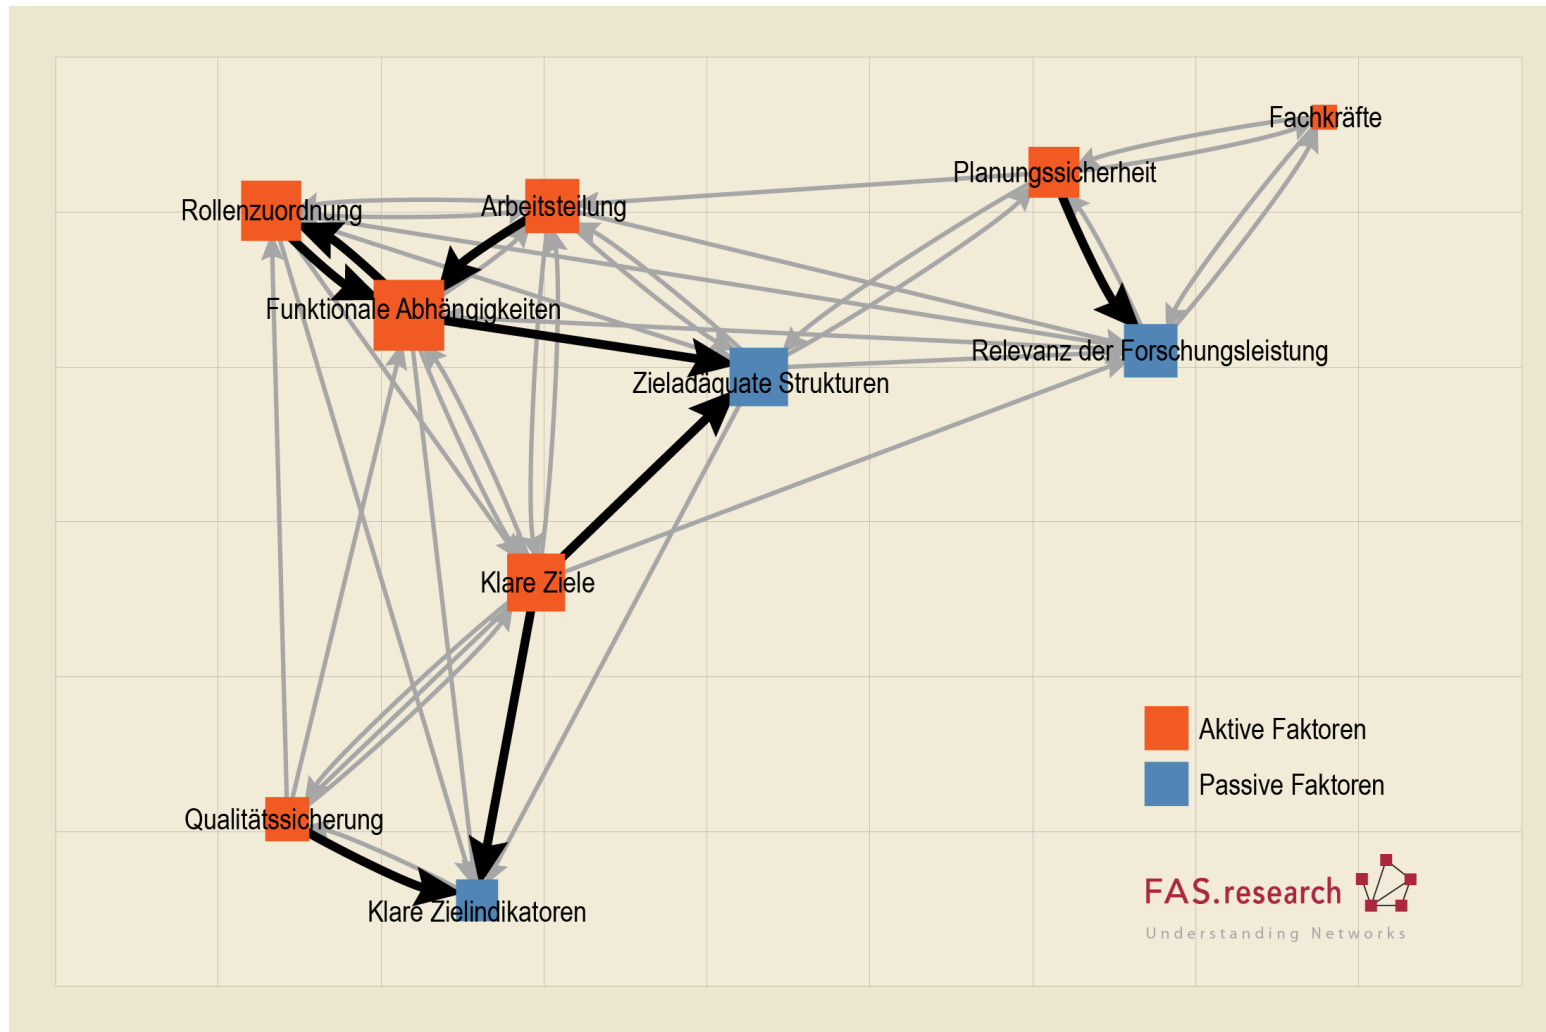 Fachkräfte
Planungssicherheit
Rollenzuordnung
Arbeitsteilung
Funktionale Abhängigkeiten
Relevanz der Forschungsleistung
Zieladäquate Strukturen
Klare Ziele
Aktive Faktoren
Passive Faktoren
Qualitätssicherung
Klare Zielindikatoren
FAS.research
Understanding Networks